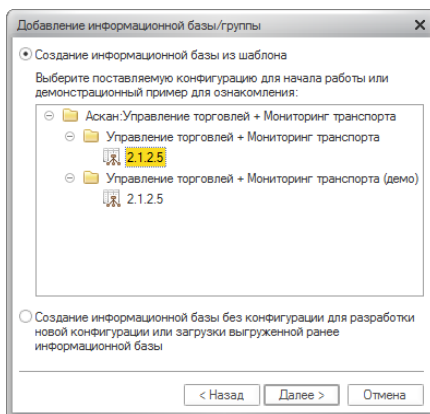 Добавление информационной базы/группы
Создание информационной базы из шаблона
Выберите поставляемую конфигурацию для начала работы или
демонстрационный пример для ознакомления:
Аскан:Управление торговлей + Мониторинг транспорта
Управление торговлей + Мониторинг транспорта
2.1.2.5
Управление торговлей + Мониторинг транспорта (демо)
2.1.2.5
Создание информационной базы без конфигурации для разработки
новой конфигурации или загрузки выгруженной ранее
информационной базы
< Назад Далее > Отмена